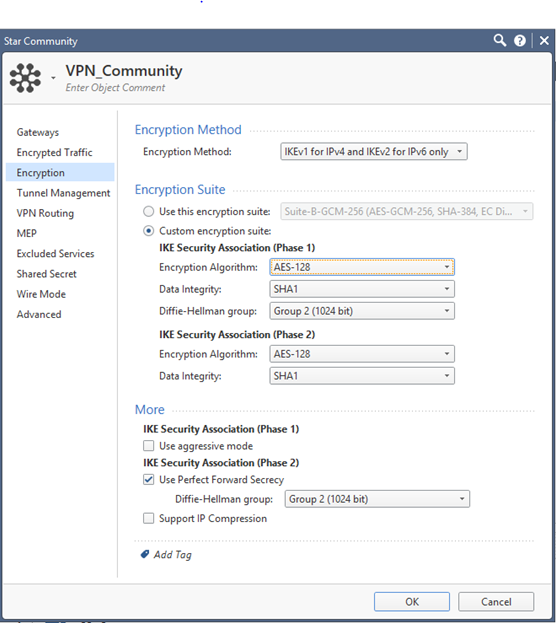 Star Community
VPN_Community
Enter Object Comment
Gateways
Encrypted Traffic
Encryption
Tunnel Management
VPN Routing
MEP
Excluded Services
Shared Secret
Wire Mode
Advanced
Encryption Method
Encryption Method: IKEv1 for IPv4 and IKEv2 for IPv6 only
Encryption Suite
Use this encryption suite: Suite-B-GCM-256 (AES-GCM-256, SHA-384, EC Di...
Custom encryption suite:
IKE Security Association (Phase 1)
Encryption Algorithm: AES-128
Data Integrity: SHA1
Diffie-Hellman group: Group 2 (1024 bit)
IKE Security Association (Phase 2)
Encryption Algorithm: AES-128
Data Integrity: SHA1
More
IKE Security Association (Phase 1)
Use aggressive mode
IKE Security Association (Phase 2)
Use Perfect Forward Secrecy
Diffie-Hellman group: Group 2 (1024 bit)
Support IP Compression
Add Tag
OK Cancel